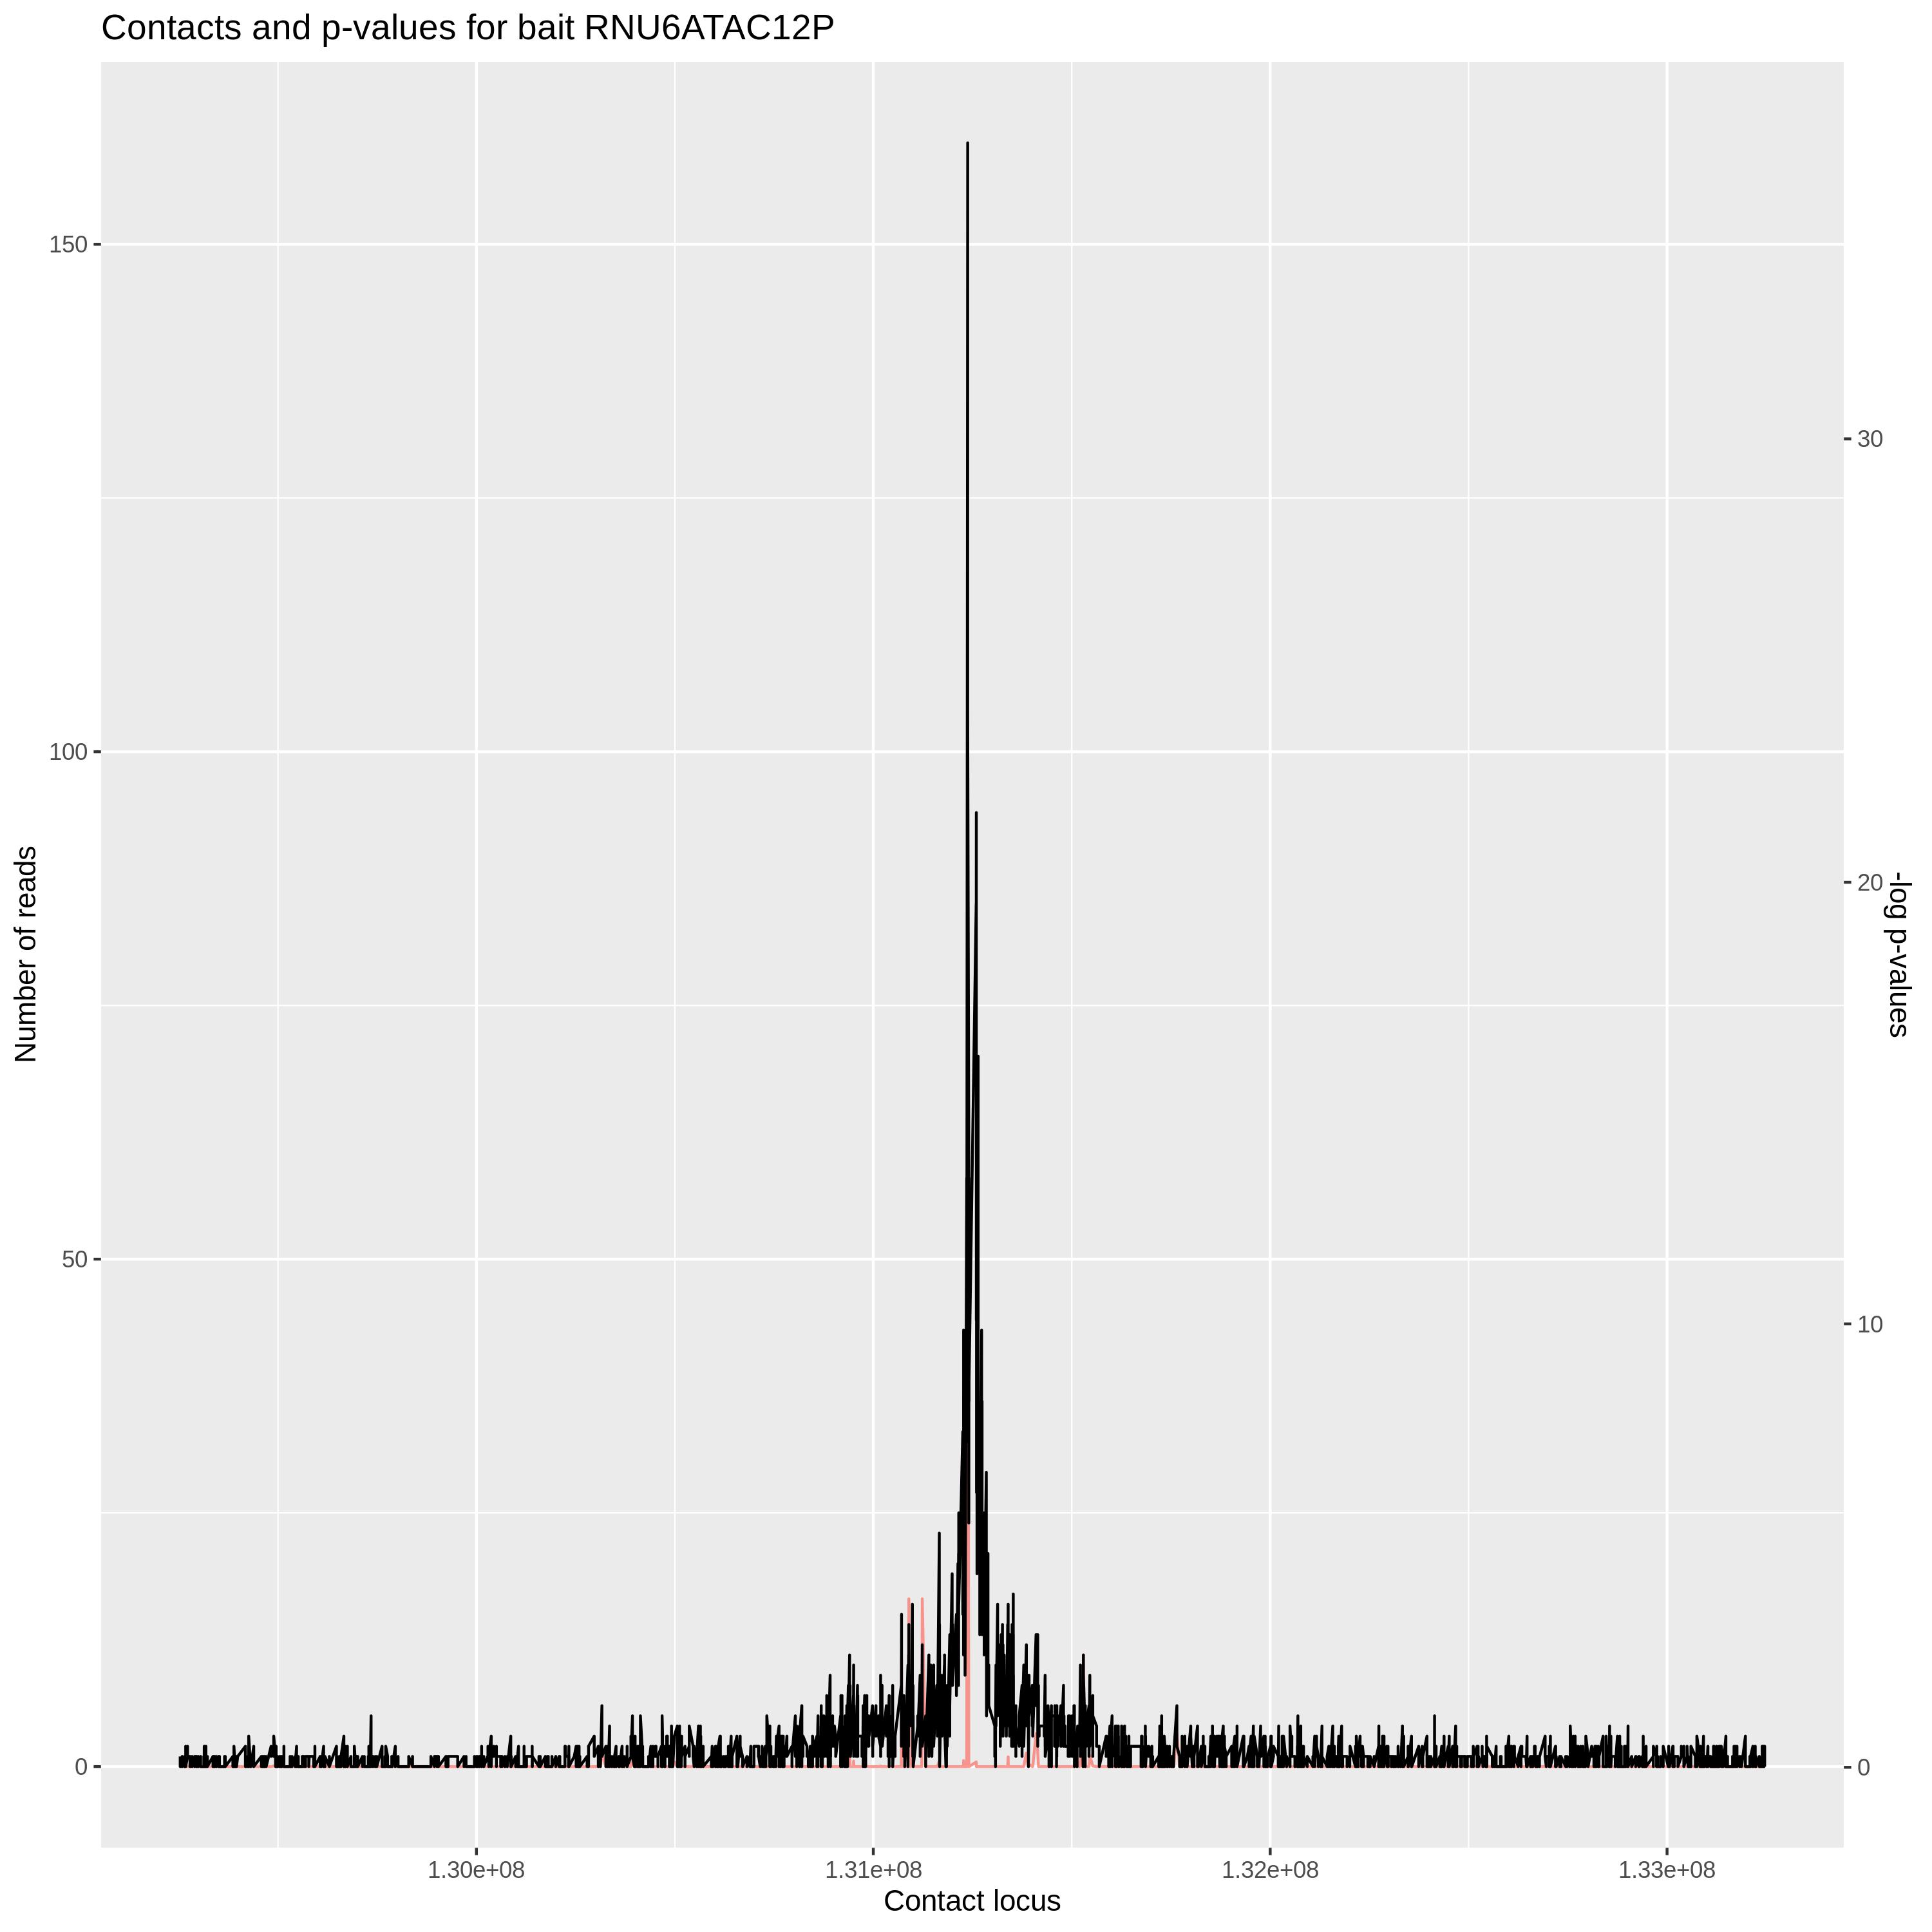 Contacts and p-values for bait RNU6ATAC12P
150
100
50
0
Number of reads
30
20
10
0
-log p-values
1.30e+08 1.31e+08 1.32e+08 1.33e+08
Contact locus